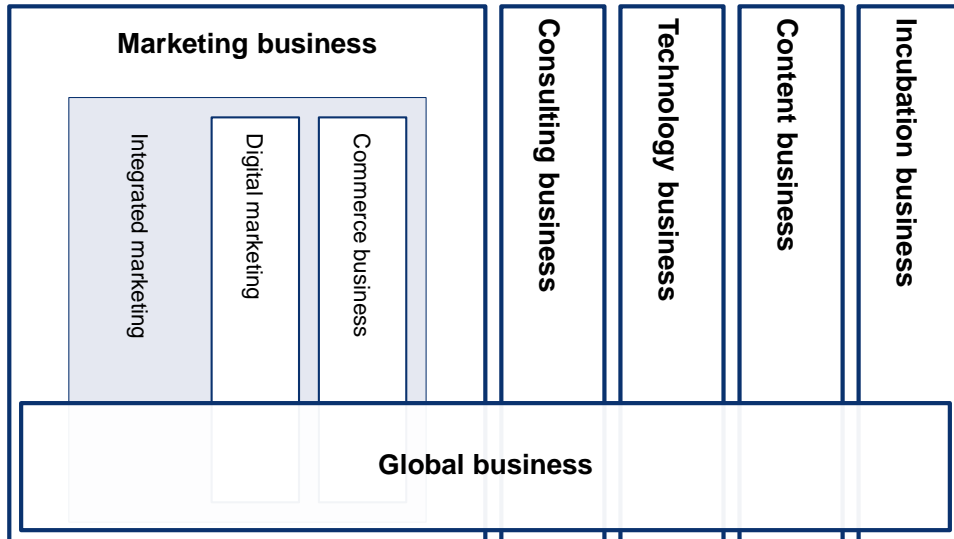 Marketing business
Integrated marketing
Digital marketing
Commerce business
Consulting business
Technology business
Content business
Incubation business
Global business